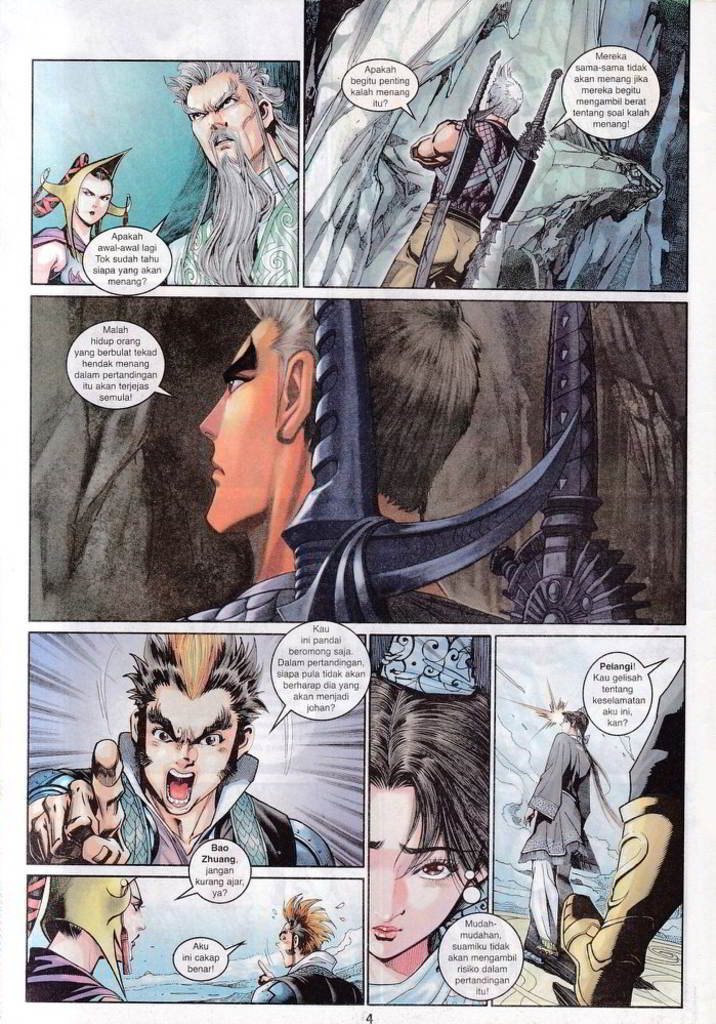 Apakah
awal-awal lagi
Tok sudah tahu
siapa yang akan
menang?
Apakah
begitu penting
kalah menang
itu?
Mereka
sama-sama tidak
akan menang jika
mereka begitu
mengambil berat
tentang soal kalah
menang!
Malah
hidup orang
yang berbulat tekad
hendak menang
dalam pertandingan
itu akan terjejas
semula!
Kau
ini pandai
beromong saja.
Dalam pertandingan,
siapa pula tidak akan
berharap dia yang
akan menjadi
johan?
Bao
Zhuang,
jangan
kurang ajar,
ya?
Aku
ini cakap
benar!
Mudah-
mudahan,
suamiku tidak
mengambil
risiko dalam
pertandingan
itu!
Pelangi!
Kau gelisah
tentang
keselamatan
aku ini,
kan?
4